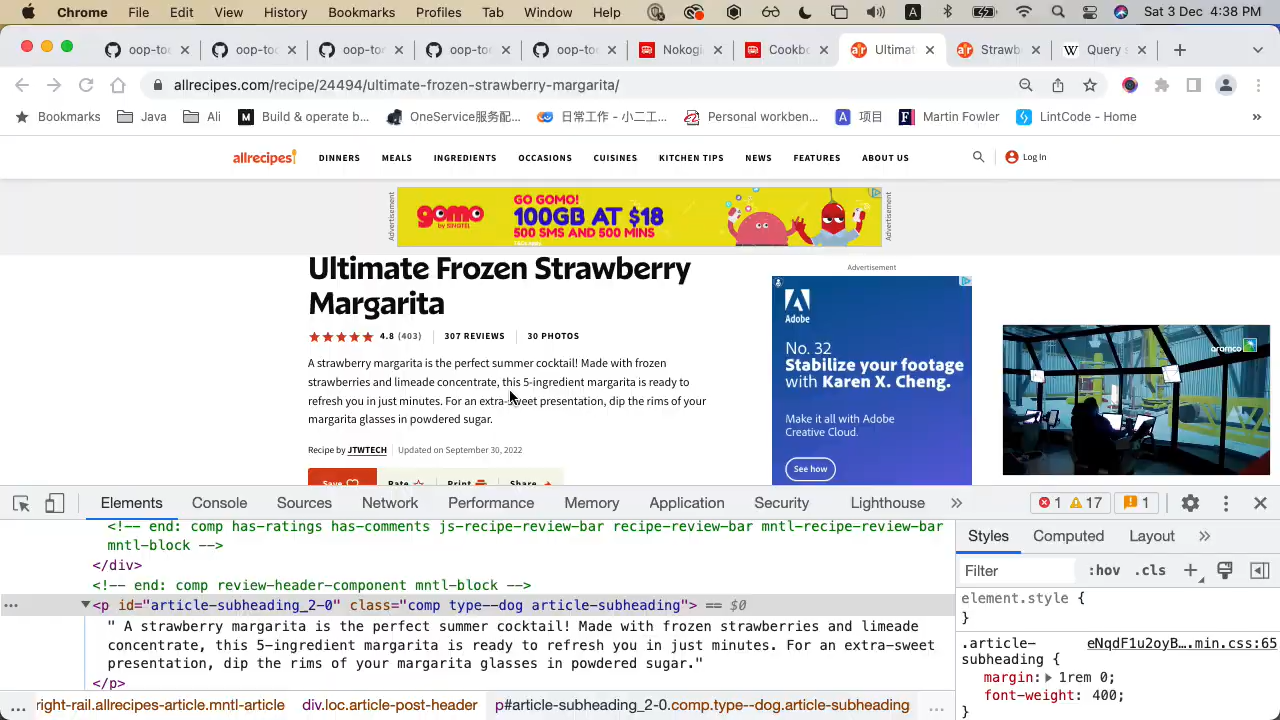 Chrome File Edit View History Bookmarks Profiles Tab Window Help A Sat 3 Dec 4:38 PM
oop-to oop-to oop-to oop-to oop-to Nokogi Cookb Ultimat Strawb Query s
allrecipes.com/recipe/24494/ultimate-frozen-strawberry-margarita/
Bookmarks Java Ali Build & operate b... OneService服务配... 日常工作 - 小二工... Personal workben... 项目 Martin Fowler LintCode - Home »
allrecipes DINNERS MEALS INGREDIENTS OCCASIONS CUISINES KITCHEN TIPS NEWS FEATURES ABOUT US Log In
Advertisement
gomo
BY SINGTEL
GO GOMO!
100GB AT $18
500 SMS AND 500 MINS
Advertisement
Ultimate Frozen Strawberry
Margarita
4.8 (403) 307 REVIEWS 30 PHOTOS
A strawberry margarita is the perfect summer cocktail! Made with frozen
strawberries and limeade concentrate, this 5-ingredient margarita is ready to
refresh you in just minutes. For an extra-sweet presentation, dip the rims of your
margarita glasses in powdered sugar.
Recipe by JTWTECH Updated on September 30, 2022
Save Rate Print Share
Advertisement
Adobe
No. 32
Stabilize your footage
with Karen X. Cheng.
Make it all with Adobe
Creative Cloud.
See how
aramco
Elements Console Sources Network Performance Memory Application Security Lighthouse » 1 17 1
<!-- end: comp has-ratings has-comments js-recipe-review-bar recipe-review-bar mntl-recipe-review-bar
mntl-block -->
</div>
<!-- end: comp review-header-component mntl-block -->
<p id="article-subheading_2-0" class="comp type--dog article-subheading"> == $0
" A strawberry margarita is the perfect summer cocktail! Made with frozen strawberries and limeade
concentrate, this 5-ingredient margarita is ready to refresh you in just minutes. For an extra-sweet
presentation, dip the rims of your margarita glasses in powdered sugar."
</p>
... right-rail.allrecipes-article.mntl-article div.loc.article-post-header p#article-subheading_2-0.comp.type--dog.article-subheading ...
Styles Computed Layout »
Filter :hov .cls +
element.style {
}
.article-subheading { eNqdF1u2oyB….min.css:65
margin: 1rem 0;
font-weight: 400;
}